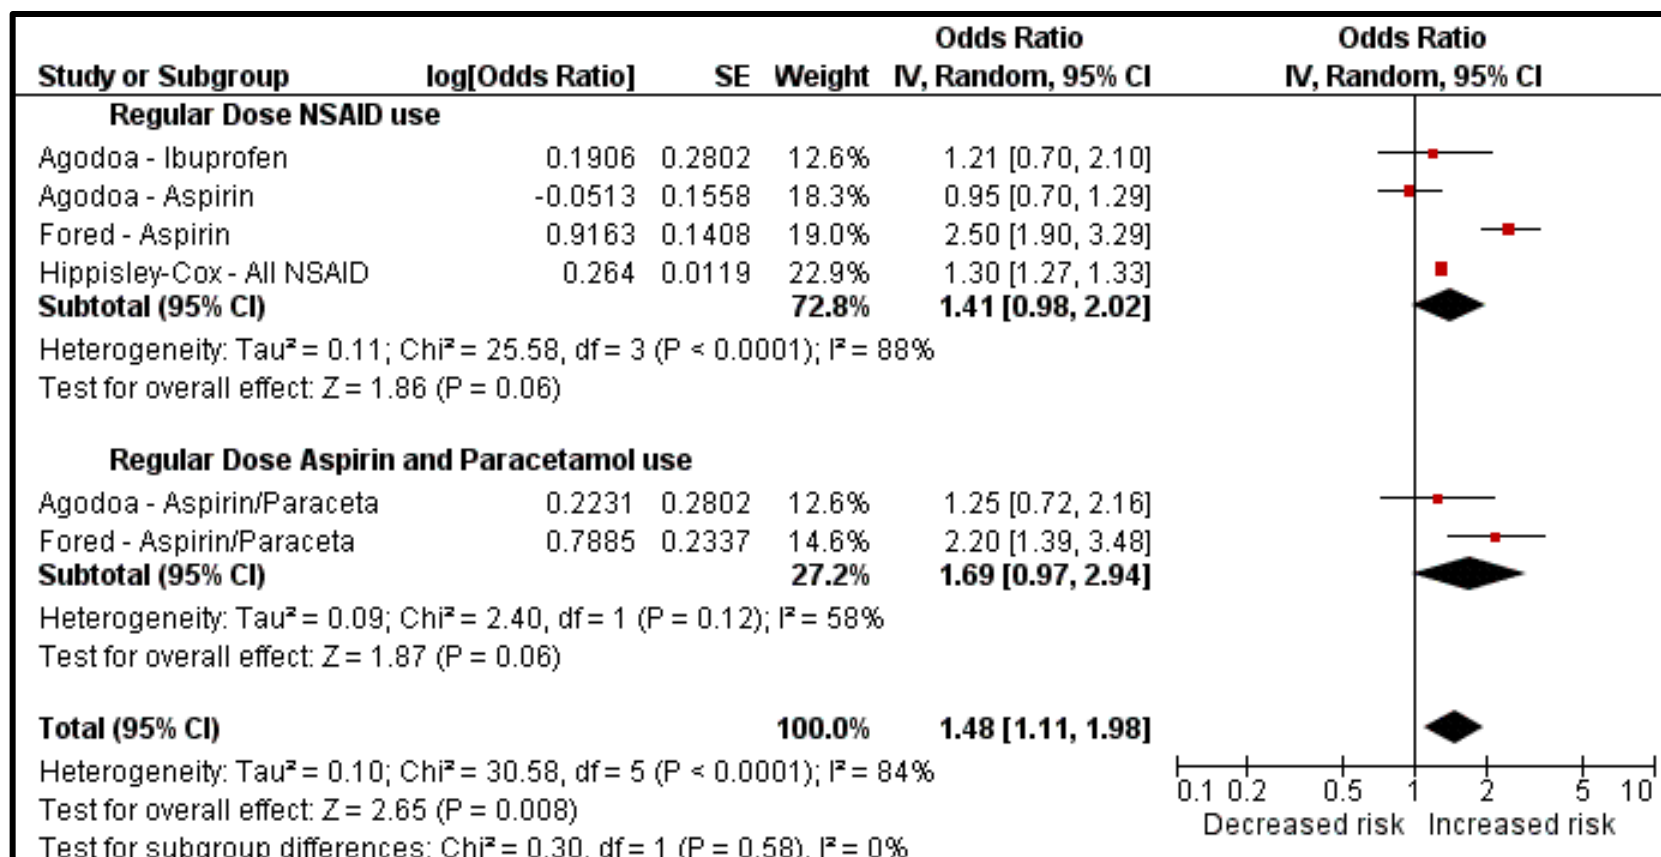 Odds Ratio Odds Ratio
Study or Subgroup log[Odds Ratio] SE Weight IV, Random, 95% CI IV, Random, 95% CI
Regular Dose NSAID use
Agodoa - Ibuprofen 0.1906 0.2802 12.6% 1.21 [0.70, 2.10]
Agodoa - Aspirin -0.0513 0.1558 18.3% 0.95 [0.70, 1.29]
Fored - Aspirin 0.9163 0.1408 19.0% 2.50 [1.90, 3.29]
Hippisley-Cox - All NSAID 0.264 0.0119 22.9% 1.30 [1.27, 1.33]
Subtotal (95% CI) 72.8% 1.41 [0.98, 2.02]
Heterogeneity: Tau² = 0.11; Chi² = 25.58, df = 3 (P < 0.0001); I² = 88%
Test for overall effect: Z = 1.86 (P = 0.06)
Regular Dose Aspirin and Paracetamol use
Agodoa - Aspirin/Paraceta 0.2231 0.2802 12.6% 1.25 [0.72, 2.16]
Fored - Aspirin/Paraceta 0.7885 0.2337 14.6% 2.20 [1.39, 3.48]
Subtotal (95% CI) 27.2% 1.69 [0.97, 2.94]
Heterogeneity: Tau² = 0.09; Chi² = 2.40, df = 1 (P = 0.12); I² = 58%
Test for overall effect: Z = 1.87 (P = 0.06)
Total (95% CI) 100.0% 1.48 [1.11, 1.98]
Heterogeneity: Tau² = 0.10; Chi² = 30.58, df = 5 (P < 0.0001); I² = 84%
Test for overall effect: Z = 2.65 (P = 0.008)
Test for subgroup differences: Chi² = 0.30, df = 1 (P = 0.58), I² = 0%
0.1 0.2 0.5 1 2 5 10
Decreased risk Increased risk